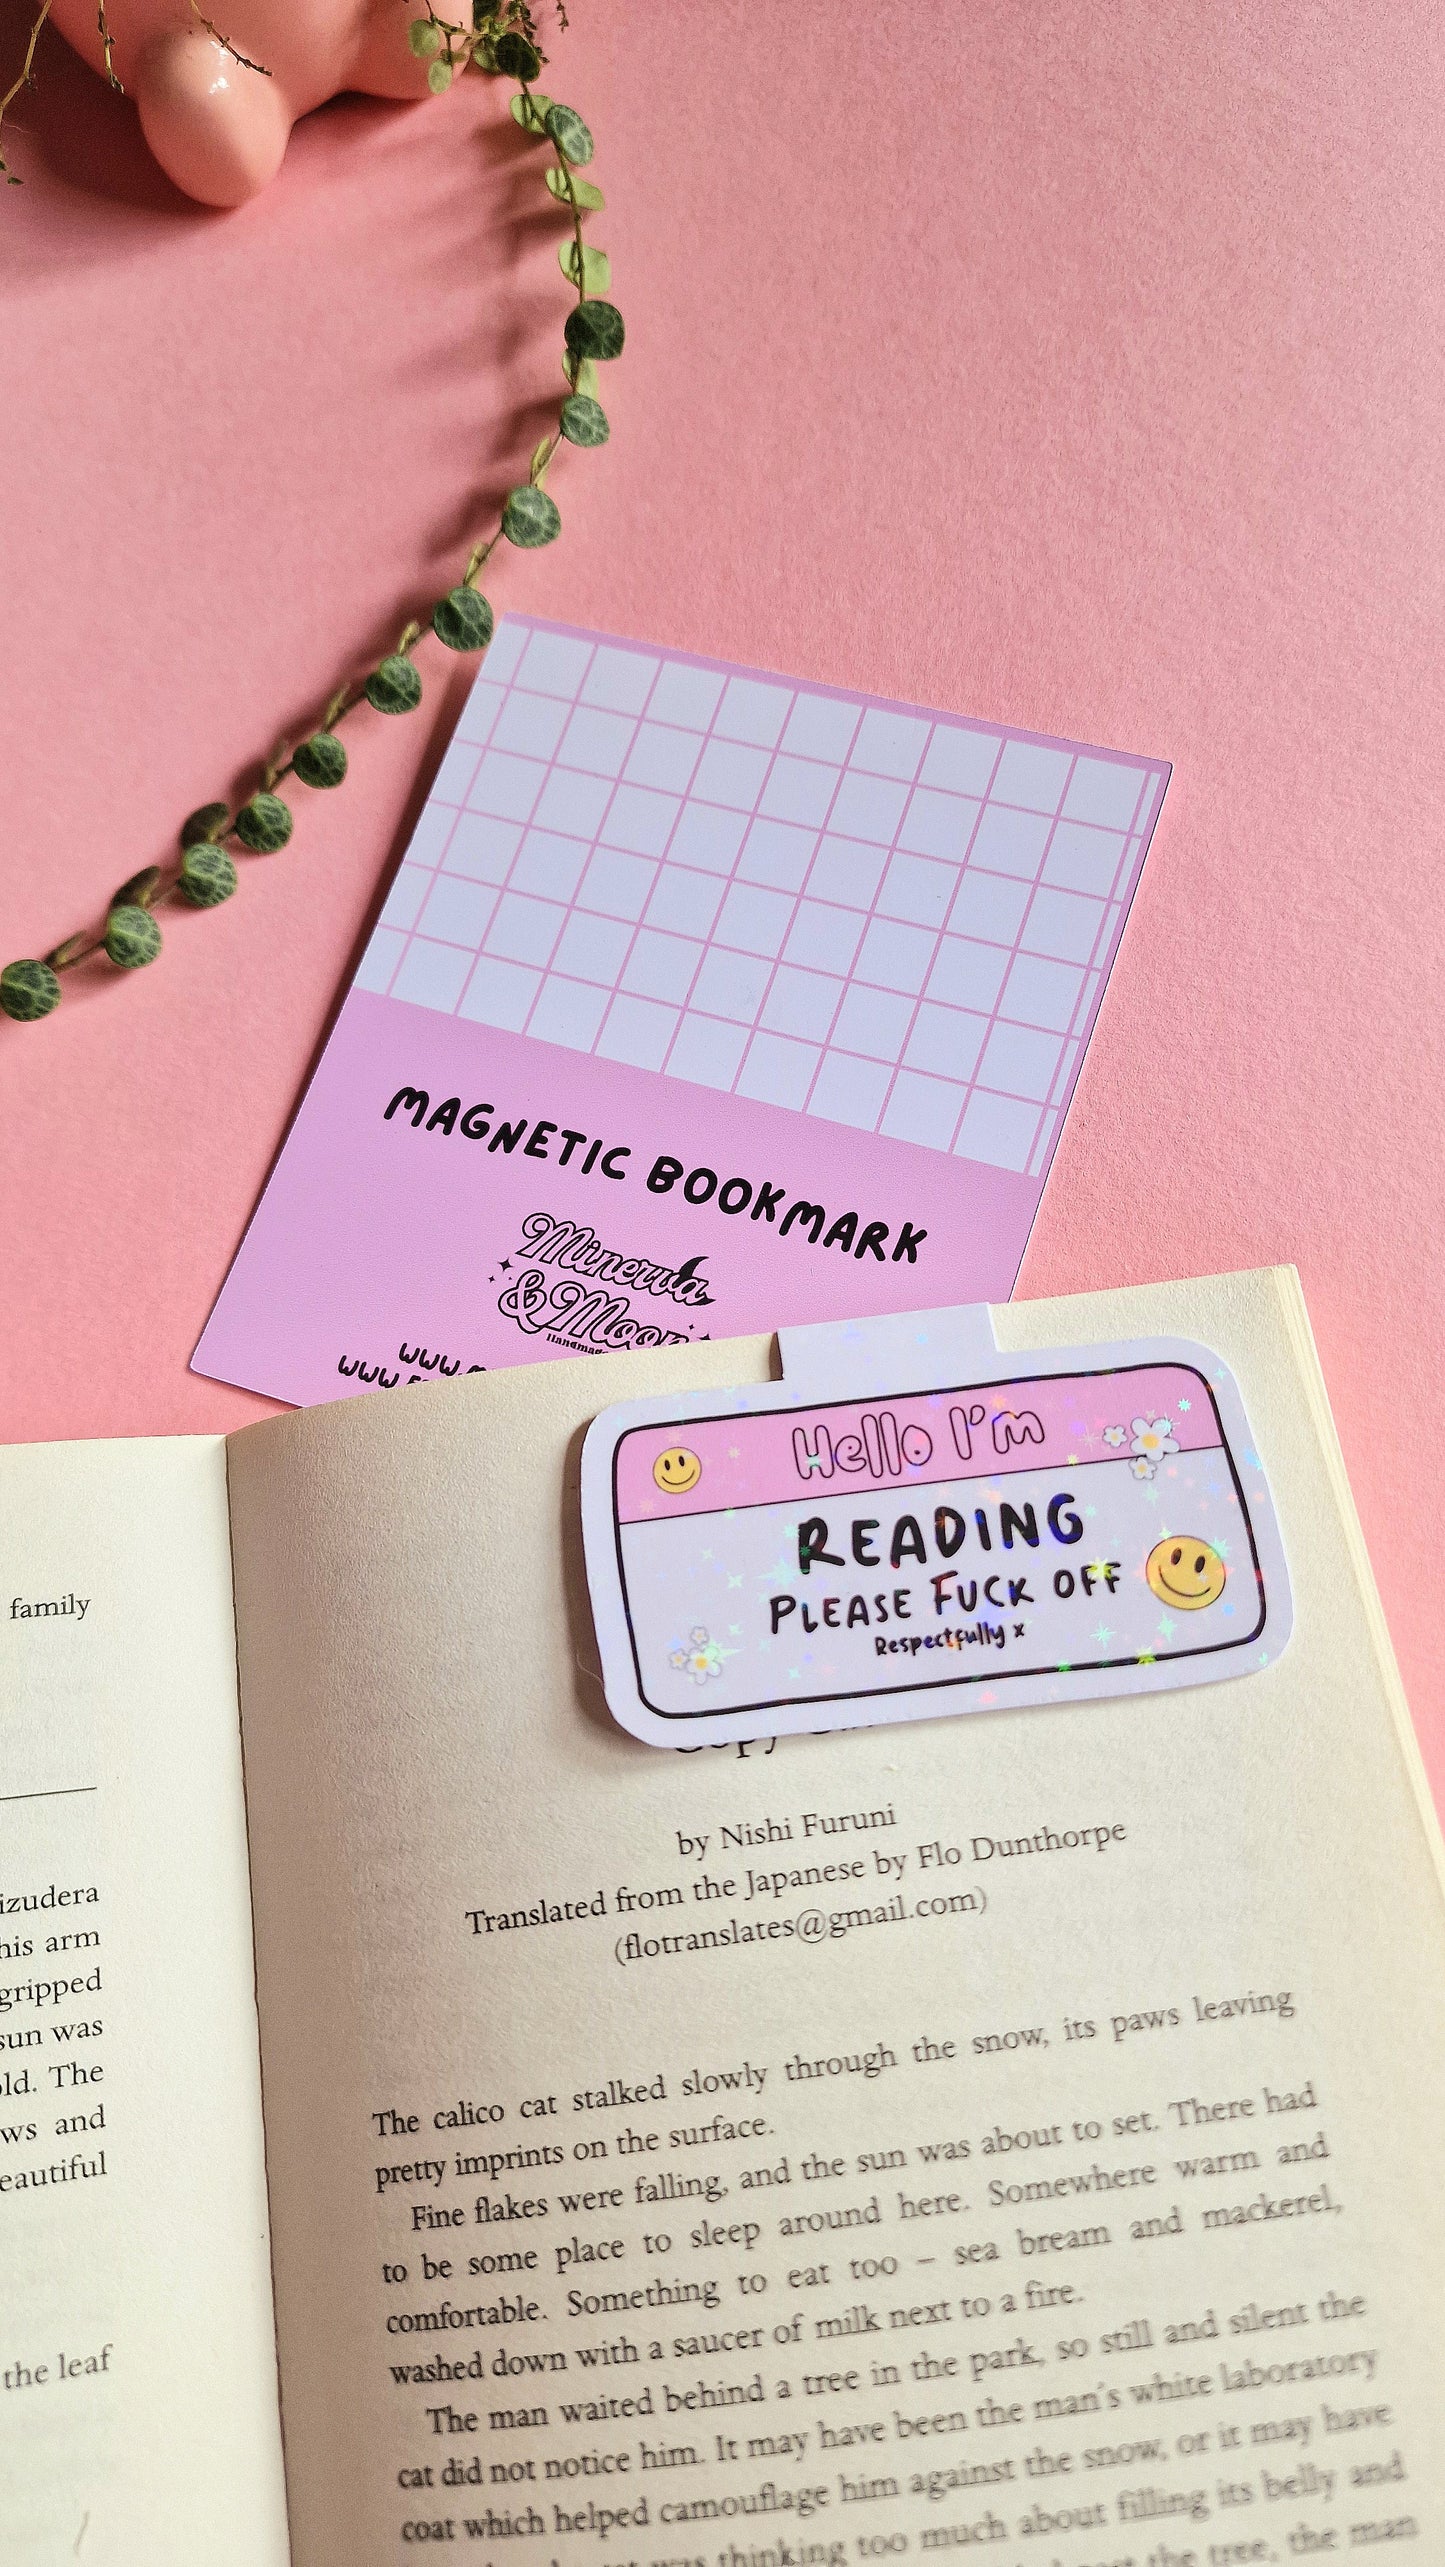 MAGNETIC BOOKMARK
Minerva
& Moon
Handmade
www.
www.
Hello I'm
READING
PLEASE FUCK OFF
Respectfully x
family
izudera
his arm
gripped
sun was
old. The
ws and
eautiful
the leaf
Copy
by Nishi Furuni
Translated from the Japanese by Flo Dunthorpe
(flotranslates@gmail.com)
The calico cat stalked slowly through the snow, its paws leaving
pretty imprints on the surface.
Fine flakes were falling, and the sun was about to set. There had
to be some place to sleep around here. Somewhere warm and
comfortable. Something to eat too – sea bream and mackerel,
washed down with a saucer of milk next to a fire.
The man waited behind a tree in the park, so still and silent the
cat did not notice him. It may have been the man's white laboratory
coat which helped camouflage him against the snow, or it may have
was thinking too much about filling its belly and
the tree, the man